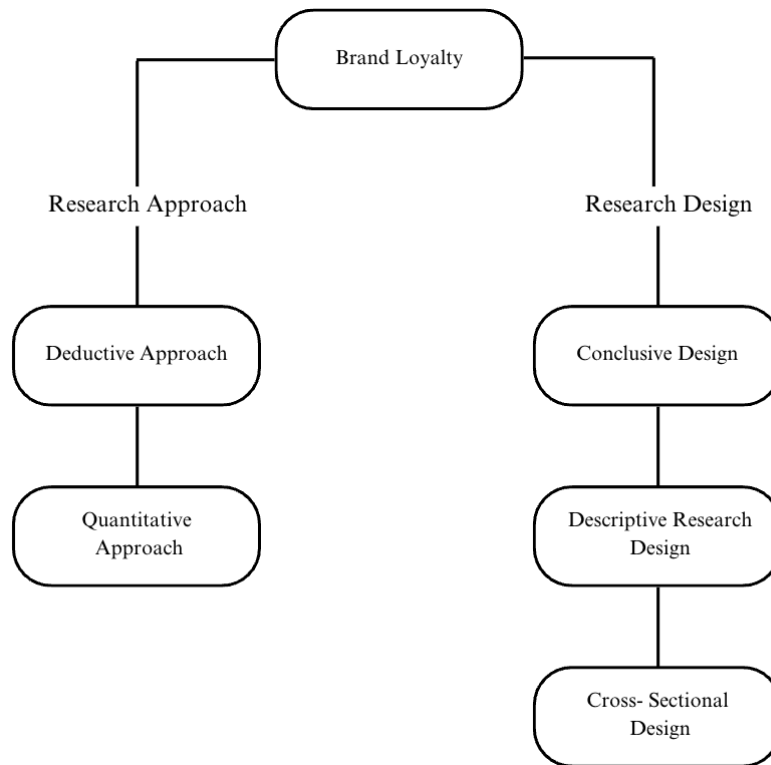 Brand Loyalty
Research Approach
Research Design
Deductive Approach
Conclusive Design
Quantitative
Approach
Descriptive Research
Design
Cross- Sectional
Design